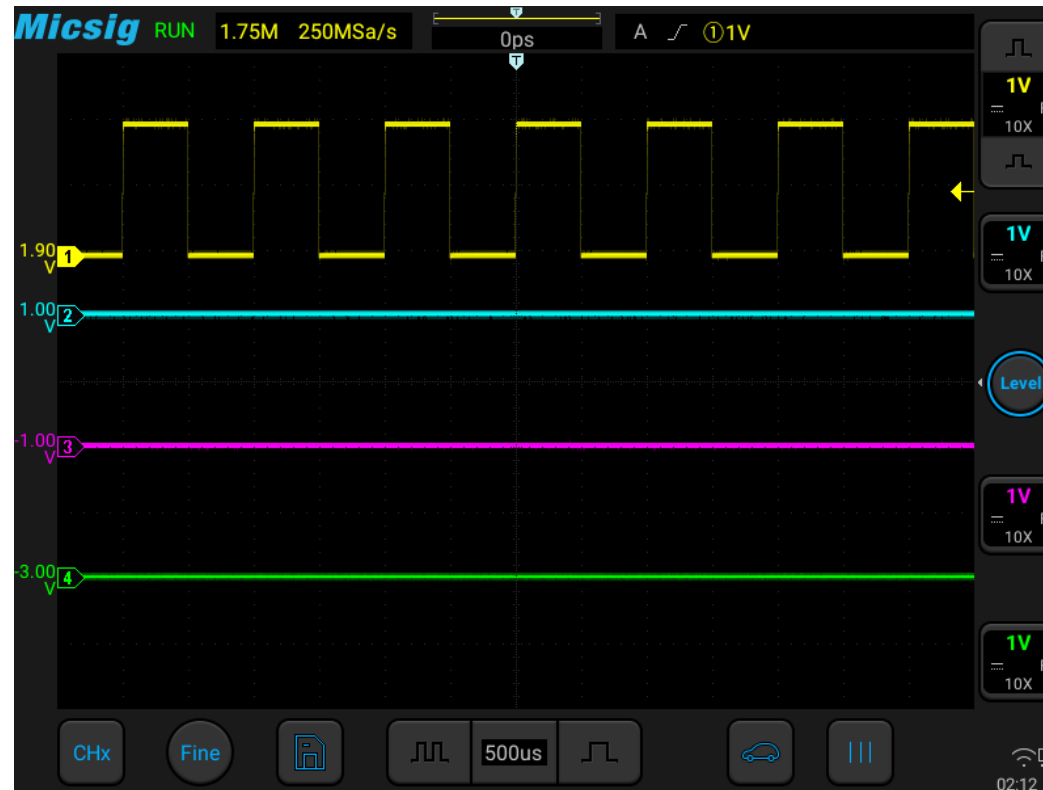 Micsig RUN 1.75M 250MSa/s T 0ps A ①1V
T
1V
10X
1.90
V
1
1V
10X
1.00
V
2
Level
-1.00
V
3
1V
10X
-3.00
V
4
1V
10X
CHx Fine 500us
02:12